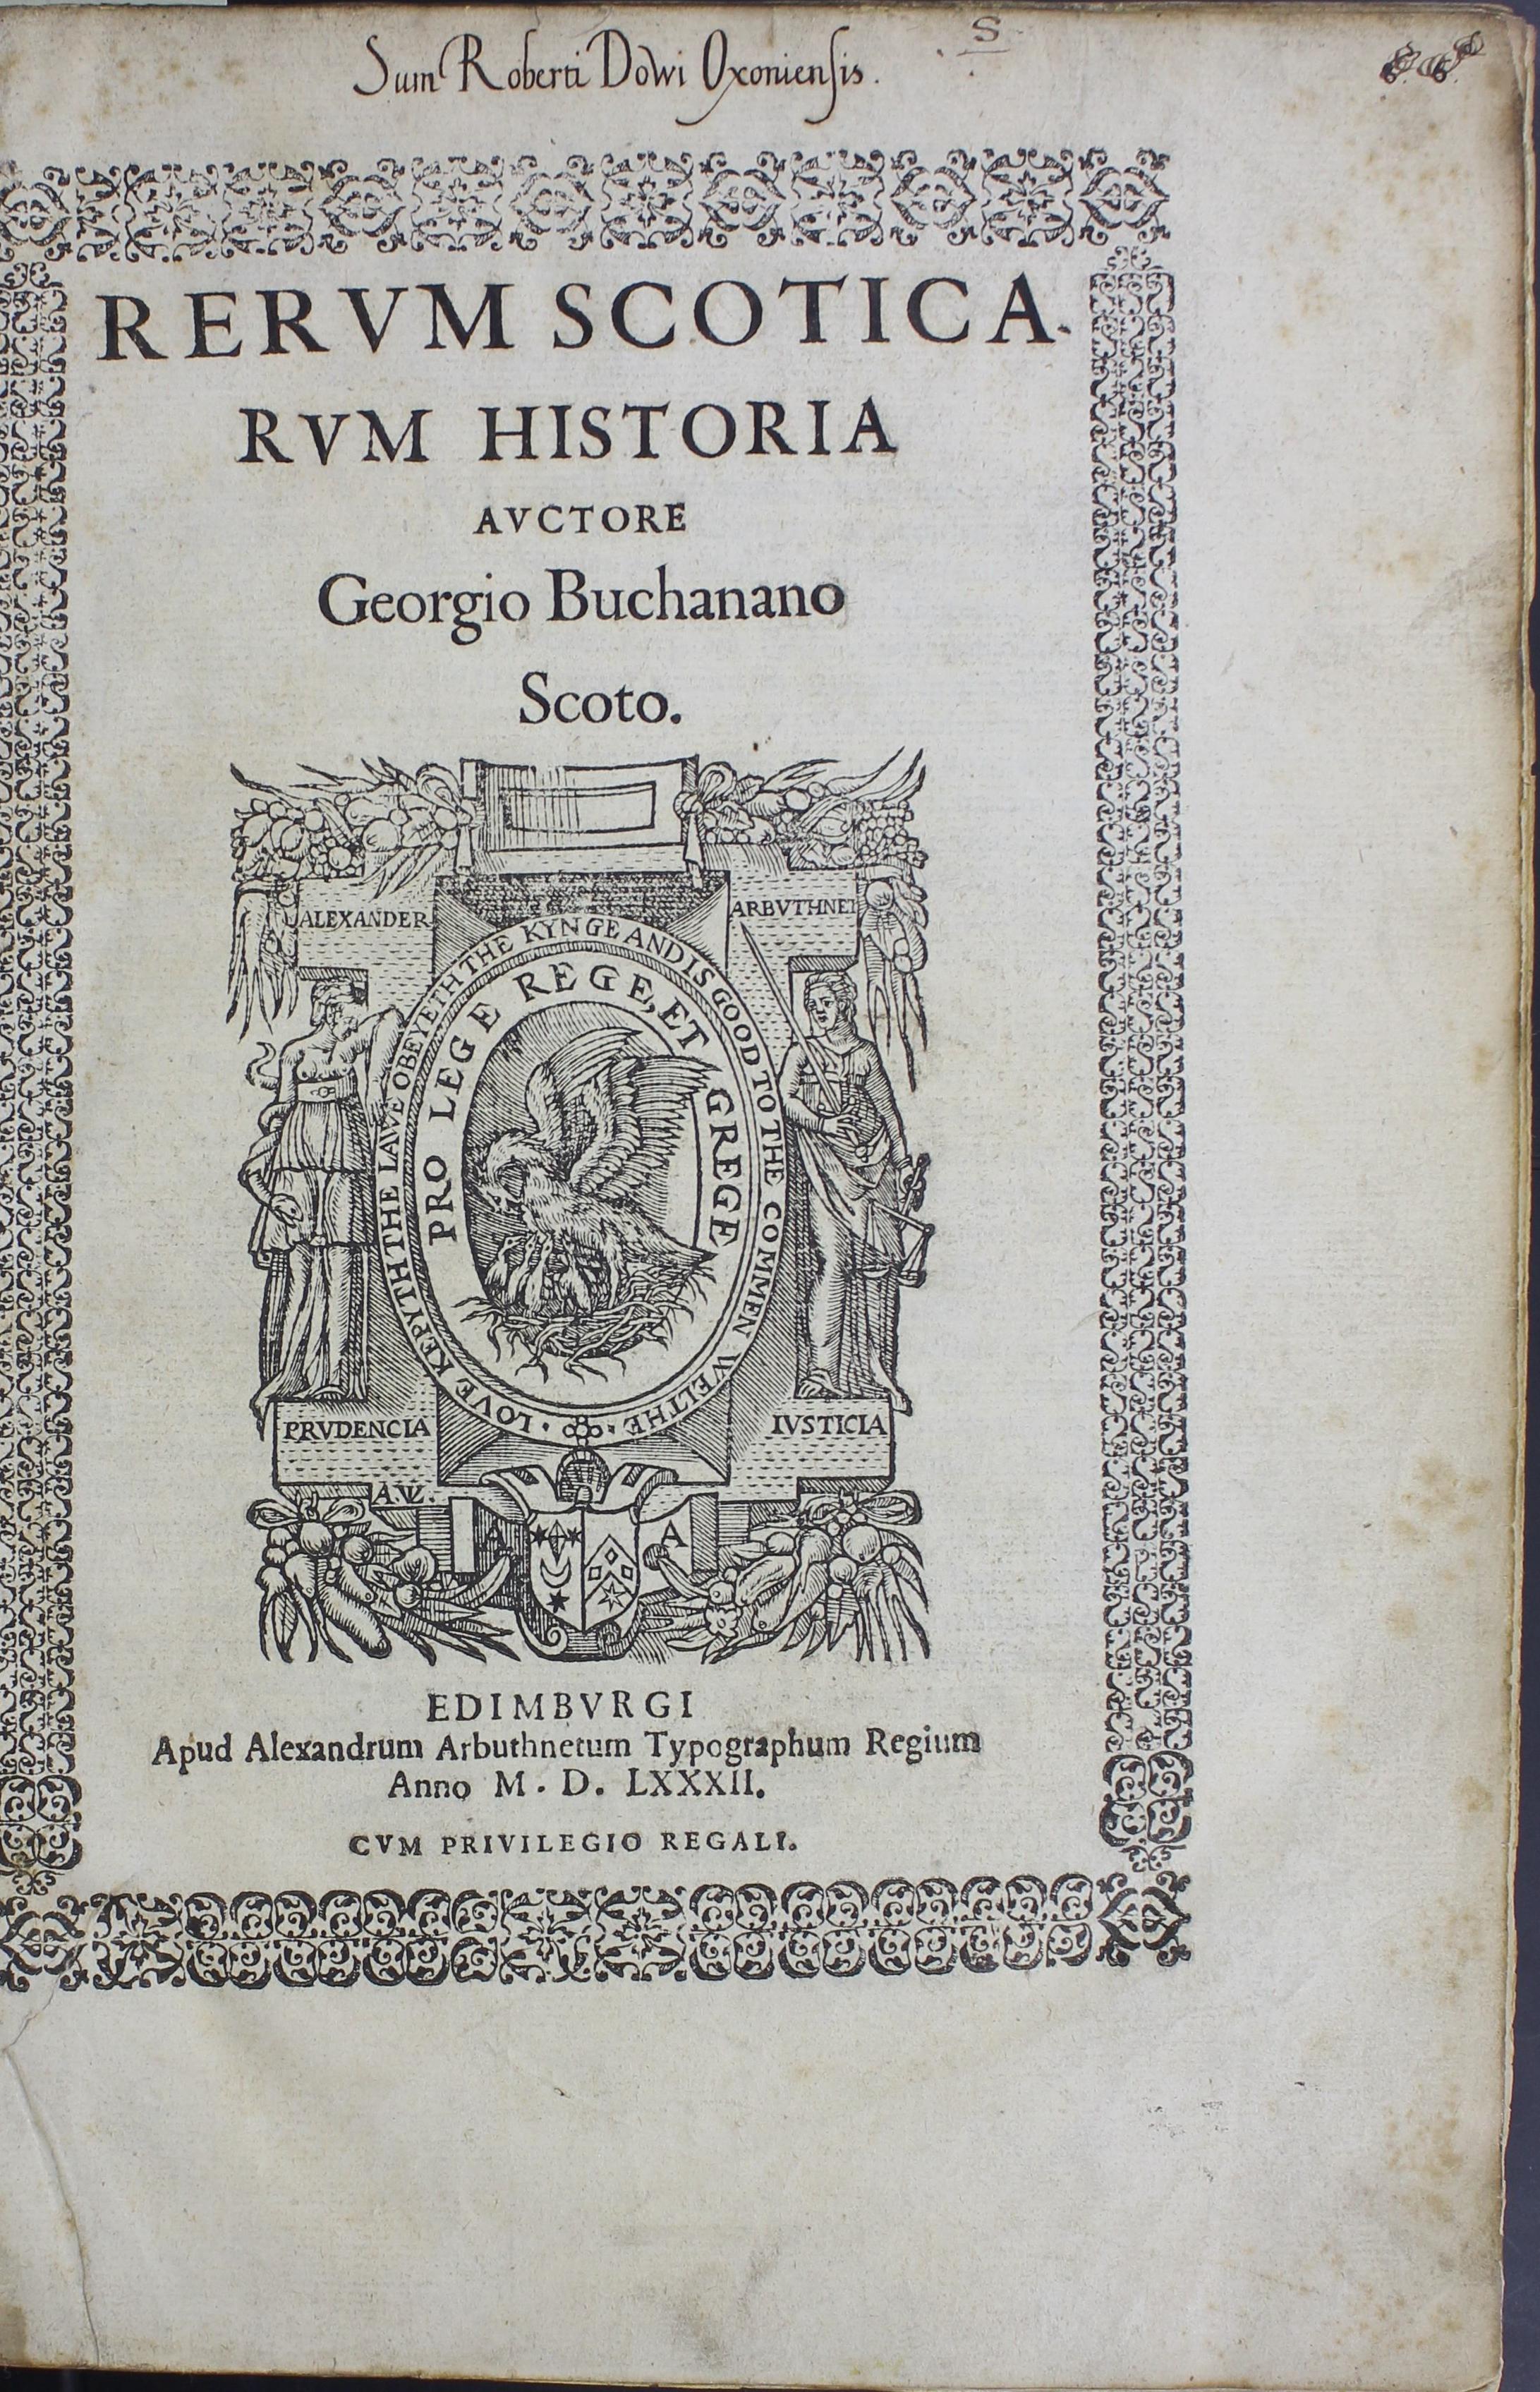 Sum Roberti Dowi Oxoniensis.
S
RERVM SCOTICA-
RVM HISTORIA
AVCTORE
Georgio Buchanano
Scoto.
ALEXANDER
ARBVTHNET
LOVE KEPYTH THE LAWE OBEYETH THE KYNGE AND IS GOOD TO THE COMMEN WELTHE
PRO LEGE REGE, ET GREGE
PRVDENCIA
IVSTICIA
A A
EDIMBVRGI
Apud Alexandrum Arbuthnetum Typographum Regium
Anno M. D. LXXXII.
CVM PRIVILEGIO REGALI.